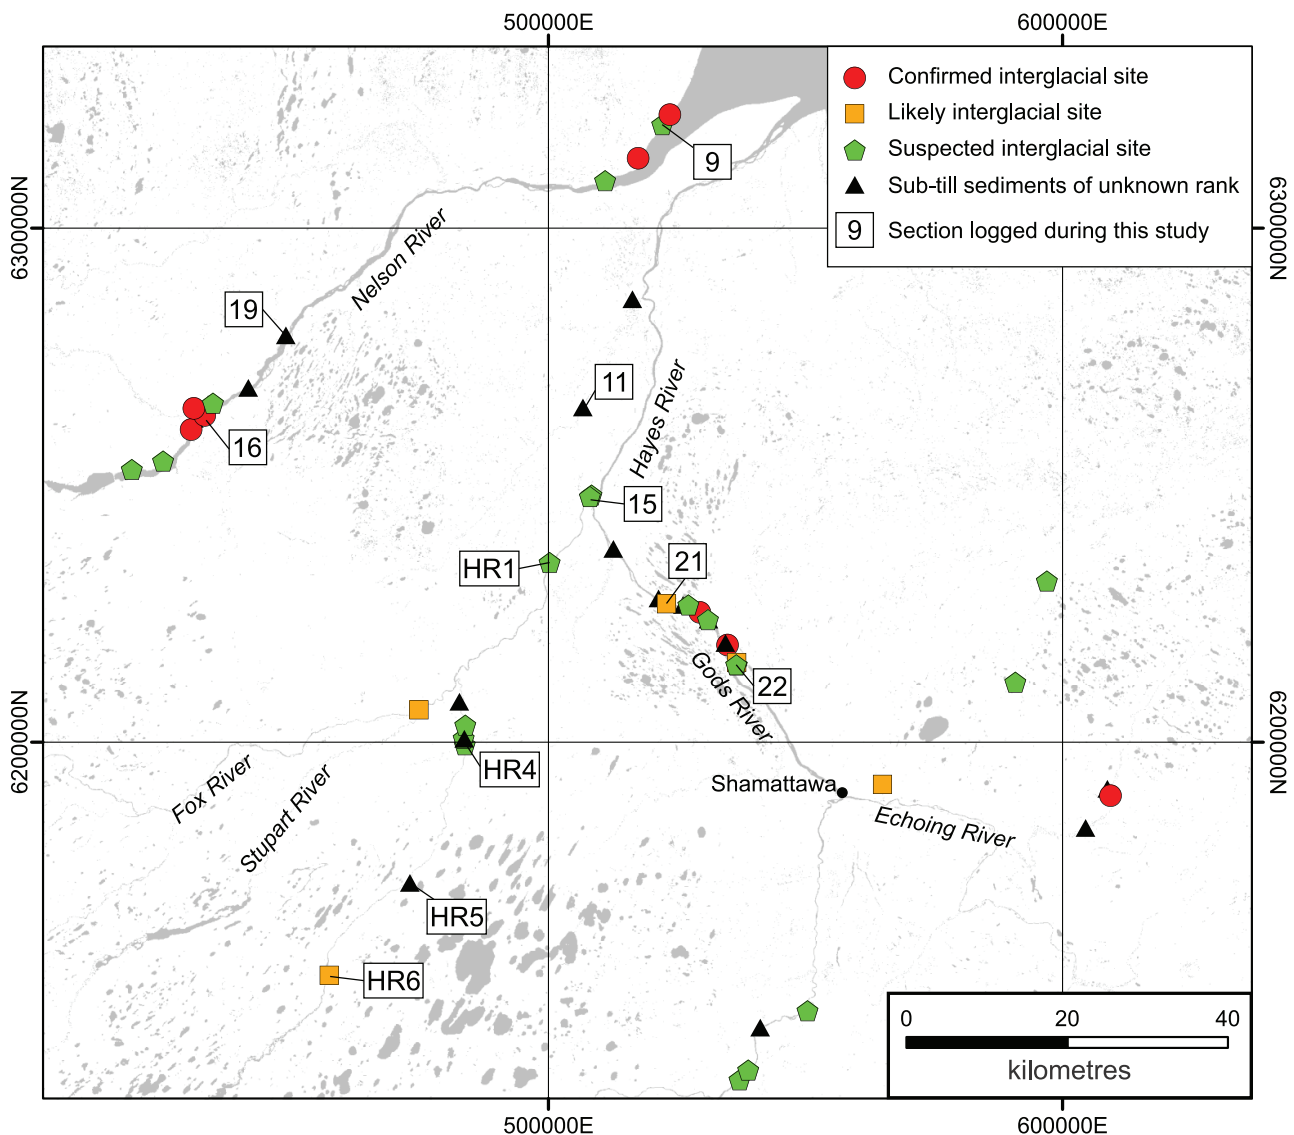 500000E
600000E
Confirmed interglacial site
Likely interglacial site
Suspected interglacial site
Sub-till sediments of unknown rank
9
Section logged during this study
9
6300000N
6300000N
Nelson River
19
11
Hayes River
16
15
HR1
21
Gods River
22
6200000N
6200000N
HR4
Fox River
Stupart River
Shamattawa
Echoing River
HR5
HR6
0
20
40
kilometres
500000E
600000E